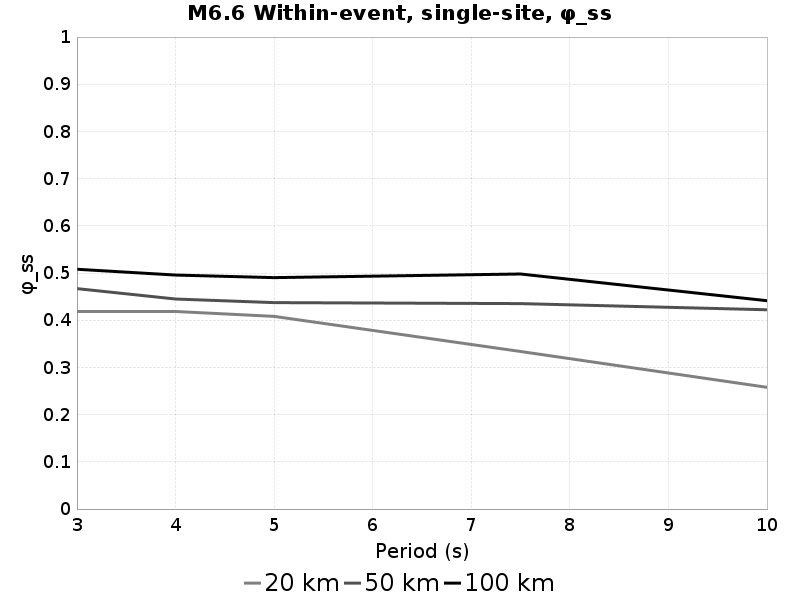 M6.6 Within-event, single-site, φ_ss
1
0.9
0.8
0.7
0.6
0.5
0.4
0.3
0.2
0.1
0
φ_ss
3 4 5 6 7 8 9 10
Period (s)
20 km 50 km 100 km